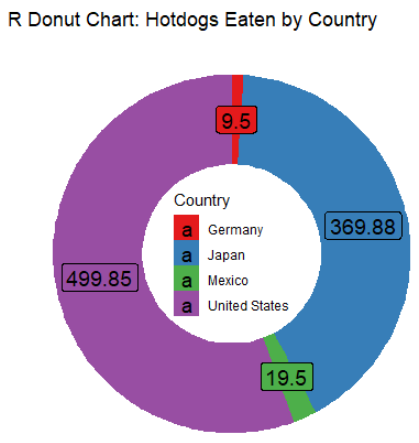 R Donut Chart: Hotdogs Eaten by Country
9.5
369.88
Country
a Germany
a Japan
a Mexico
a United States
499.85
19.5